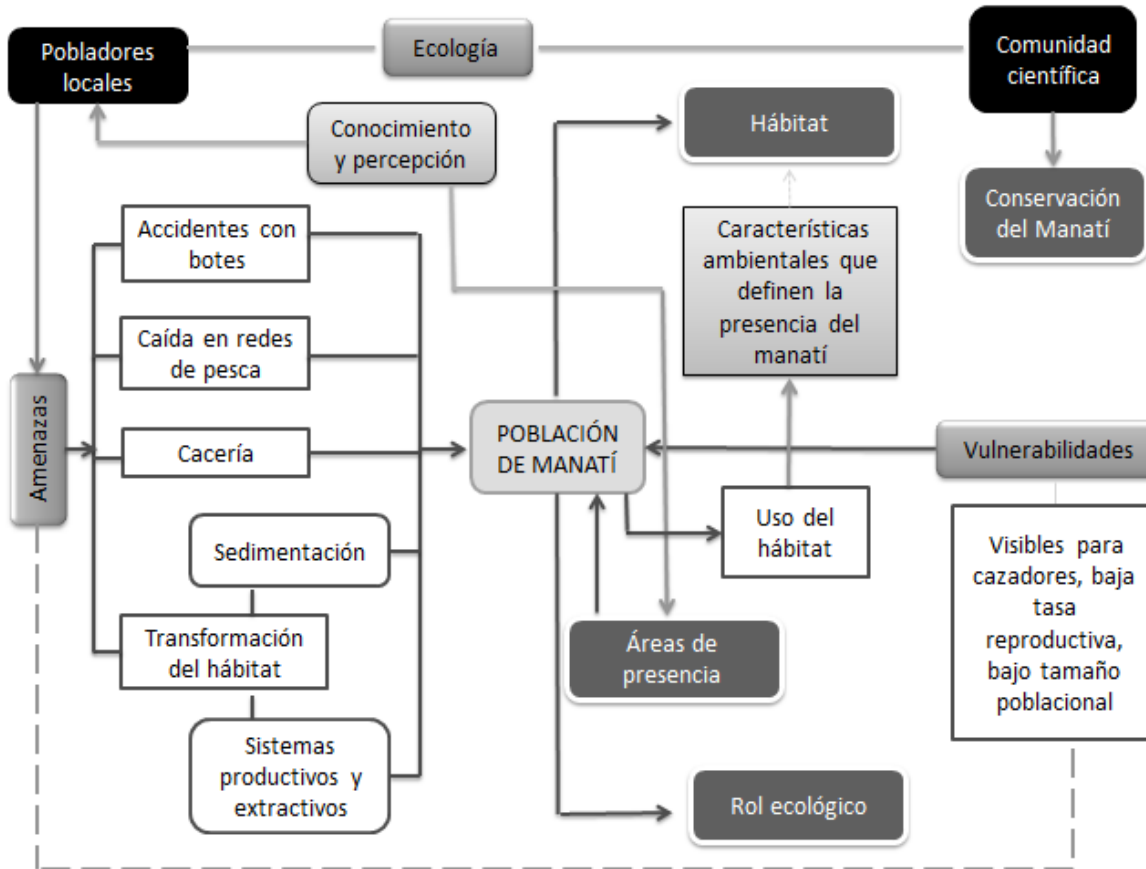 Pobladores
locales
Ecología
Comunidad
científica
Conocimiento
y percepción
Hábitat
Conservación
del Manatí
Accidentes con
botes
Características
ambientales que
definen la
presencia del
manatí
Caída en redes
de pesca
Amenazas
Cacería
POBLACIÓN
DE MANATÍ
Vulnerabilidades
Uso del
hábitat
Visibles para
cazadores, baja
tasa
reproductiva,
bajo tamaño
poblacional
Sedimentación
Transformación
del hábitat
Áreas de
presencia
Sistemas
productivos y
extractivos
Rol ecológico